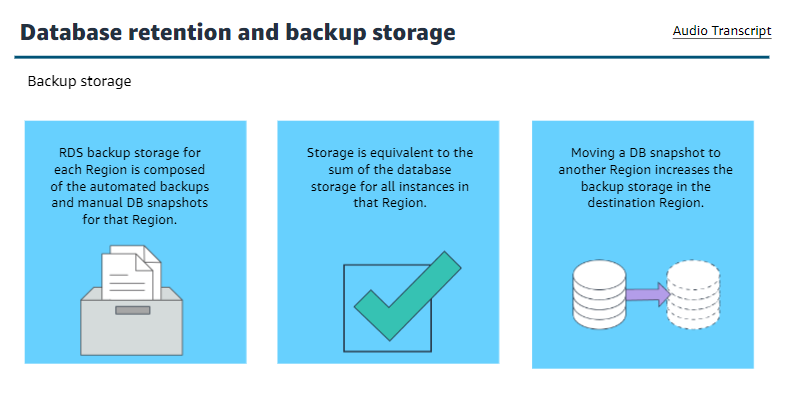 Database retention and backup storage
Audio Transcript
Backup storage
RDS backup storage for
each Region is composed
of the automated backups
and manual DB snapshots
for that Region.
Storage is equivalent to the
sum of the database
storage for all instances in
that Region.
Moving a DB snapshot to
another Region increases the
backup storage in the
destination Region.